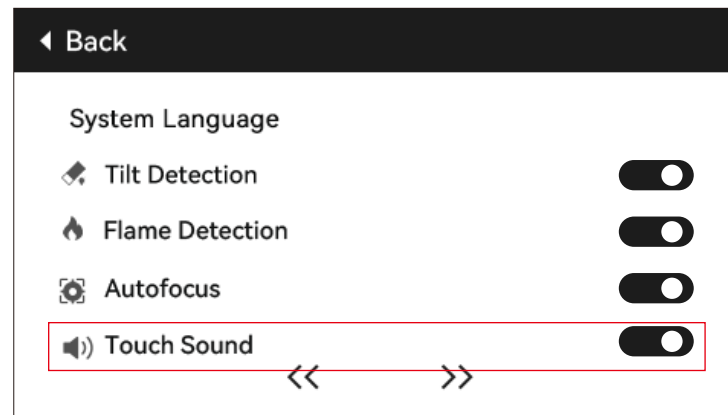 Back
System Language
Tilt Detection
Flame Detection
Autofocus
Touch Sound
<< >>